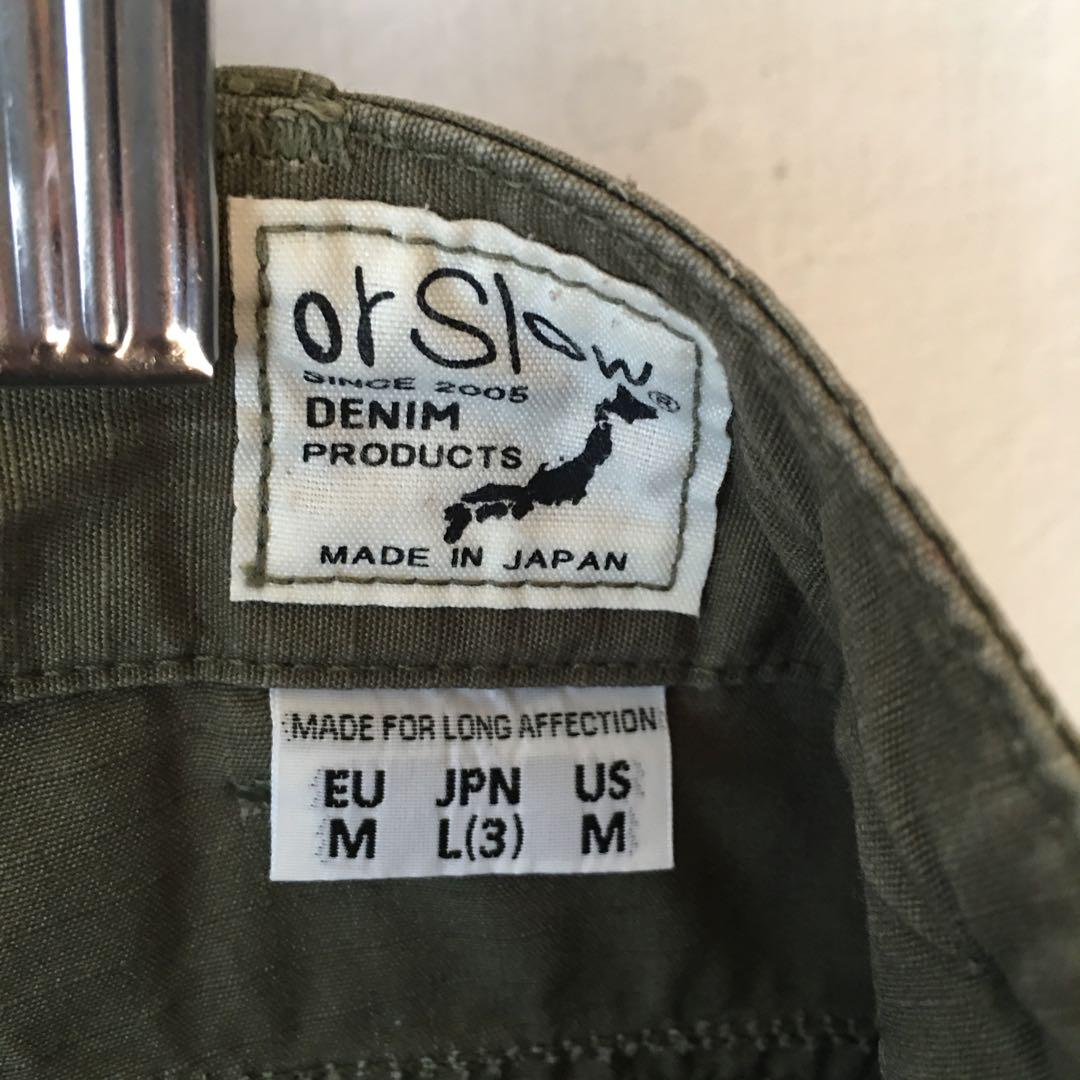 orSlow®
SINCE 2005
DENIM
PRODUCTS
MADE IN JAPAN
MADE FOR LONG AFFECTION
EU JPN US
M L(3) M